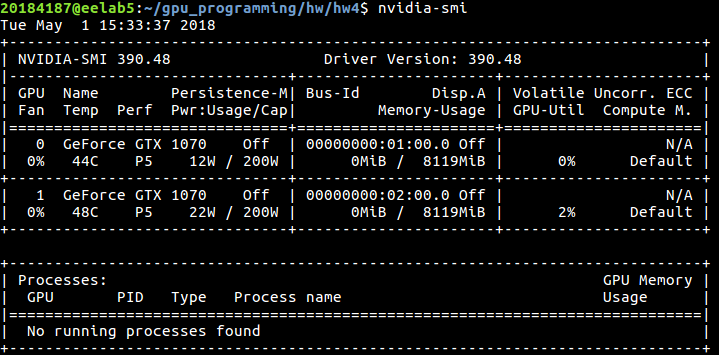 20184187@eelab5:~/gpu_programming/hw/hw4$ nvidia-smi
Tue May  1 15:33:37 2018
+-----------------------------------------------------------------------------+
| NVIDIA-SMI 390.48                 Driver Version: 390.48                    |
|-------------------------------+----------------------+----------------------+
| GPU  Name        Persistence-M| Bus-Id        Disp.A | Volatile Uncorr. ECC |
| Fan  Temp  Perf  Pwr:Usage/Cap|         Memory-Usage | GPU-Util  Compute M. |
|===============================+======================+======================|
|   0  GeForce GTX 1070    Off  | 00000000:01:00.0 Off |                  N/A |
|  0%   44C    P5    12W / 200W |      0MiB /  8119MiB |      0%      Default |
+-------------------------------+----------------------+----------------------+
|   1  GeForce GTX 1070    Off  | 00000000:02:00.0 Off |                  N/A |
|  0%   48C    P5    22W / 200W |      0MiB /  8119MiB |      2%      Default |
+-------------------------------+----------------------+----------------------+

+-----------------------------------------------------------------------------+
| Processes:                                                       GPU Memory |
|  GPU       PID   Type   Process name                             Usage      |
|=============================================================================|
|  No running processes found                                                 |
+-----------------------------------------------------------------------------+